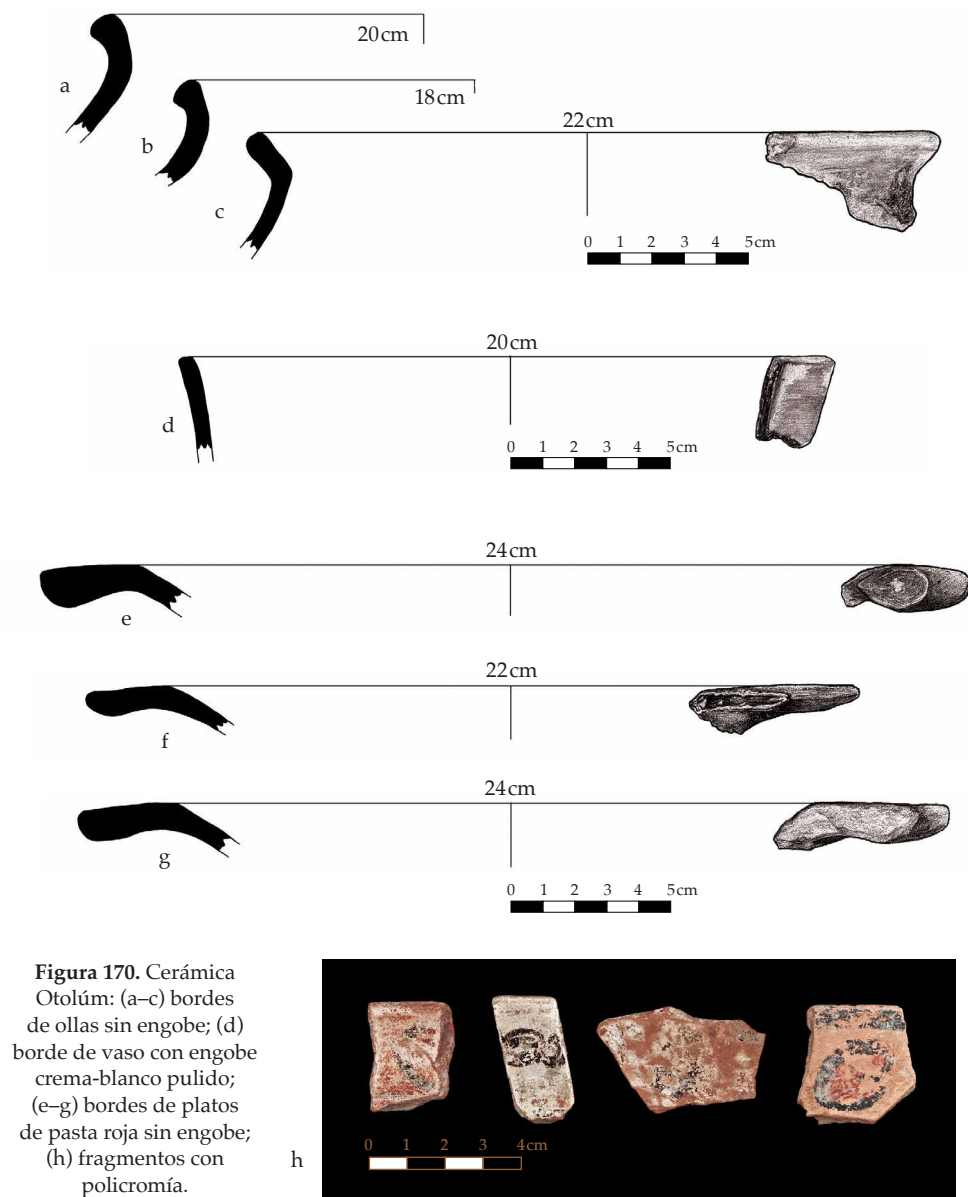 20cm
a
18cm
b
22cm
c
0 1 2 3 4 5cm
20cm
d
0 1 2 3 4 5cm
24cm
e
22cm
f
24cm
g
0 1 2 3 4 5cm
Figura 170. Cerámica
Otolúm: (a–c) bordes
de ollas sin engobe; (d)
borde de vaso con engobe
crema-blanco pulido;
(e–g) bordes de platos
de pasta roja sin engobe;
(h) fragmentos con
policromía.
h
0 1 2 3 4cm